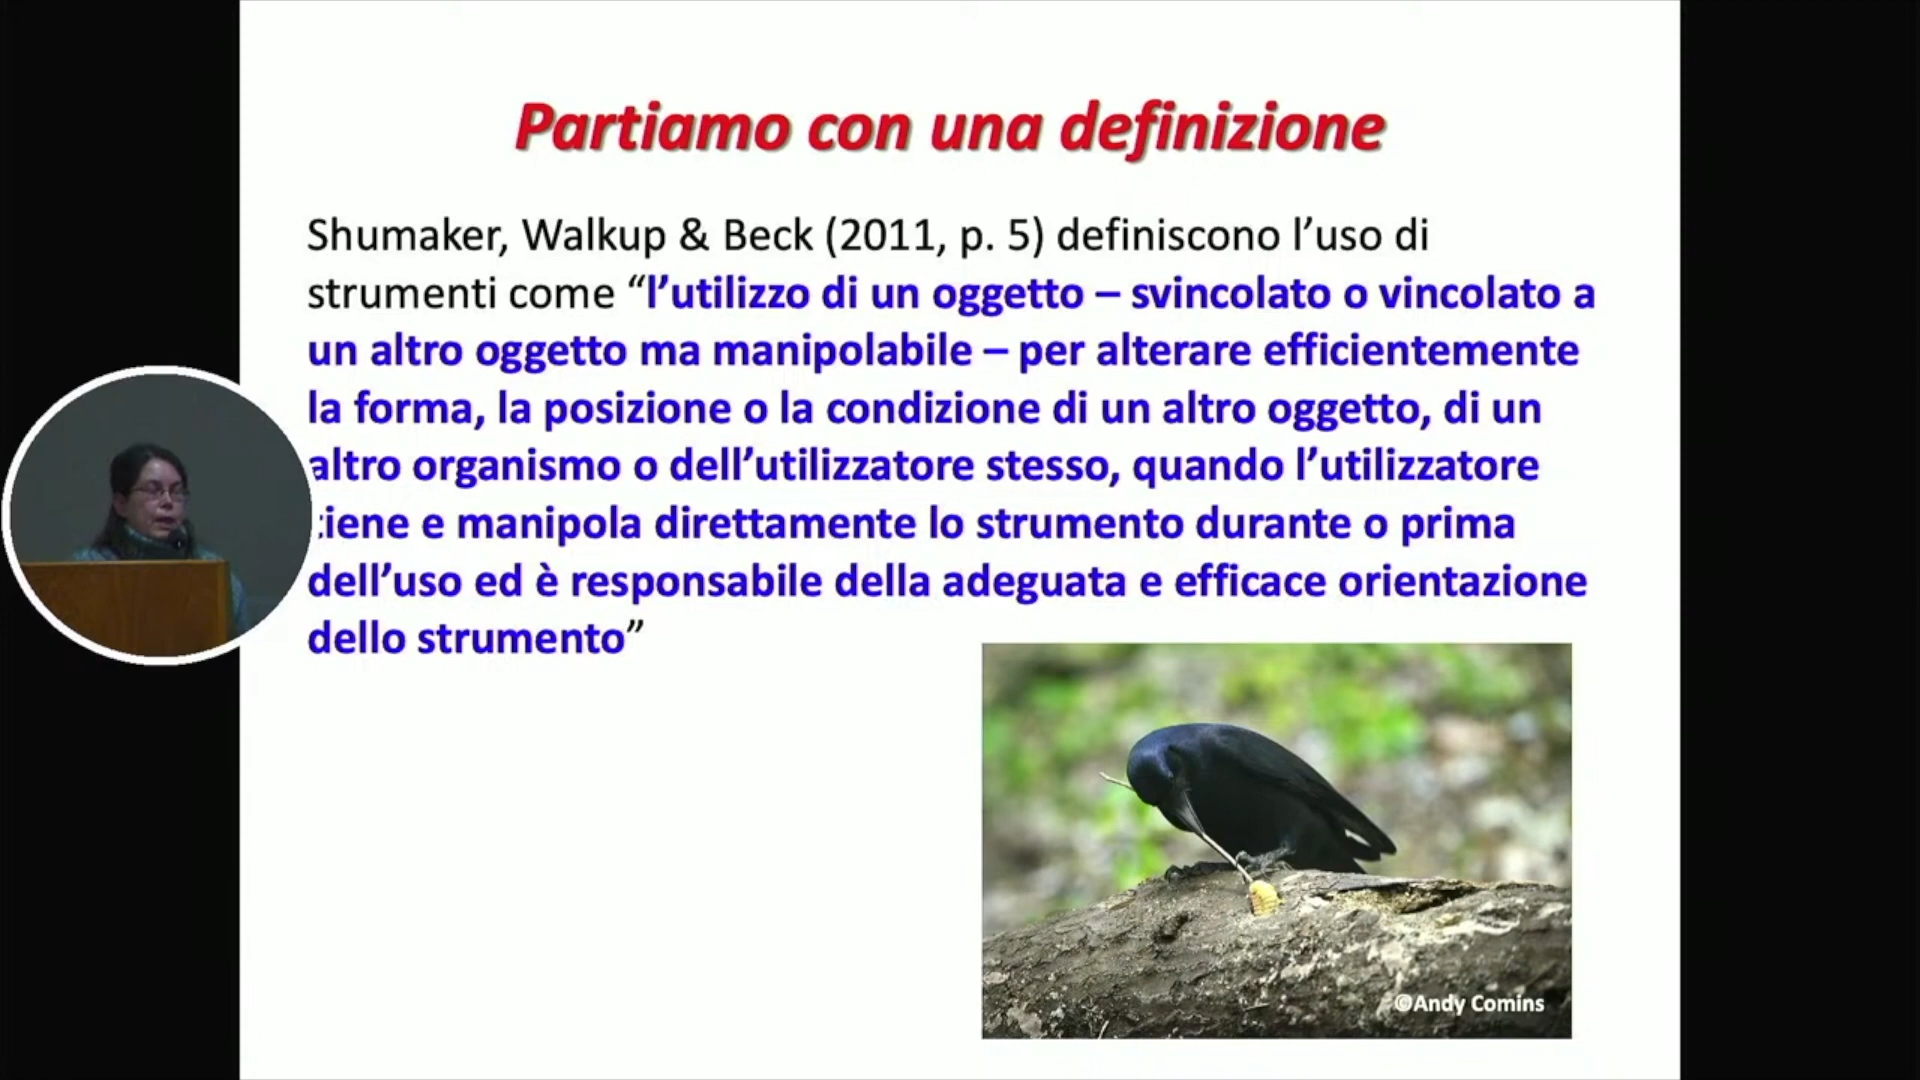 Partiamo con una definizione
Shumaker, Walkup & Beck (2011, p. 5) definiscono l’uso di
strumenti come “l’utilizzo di un oggetto – svincolato o vincolato a
un altro oggetto ma manipolabile – per alterare efficientemente
la forma, la posizione o la condizione di un altro oggetto, di un
altro organismo o dell’utilizzatore stesso, quando l’utilizzatore
tiene e manipola direttamente lo strumento durante o prima
dell’uso ed è responsabile della adeguata e efficace orientazione
dello strumento”
©Andy Comins